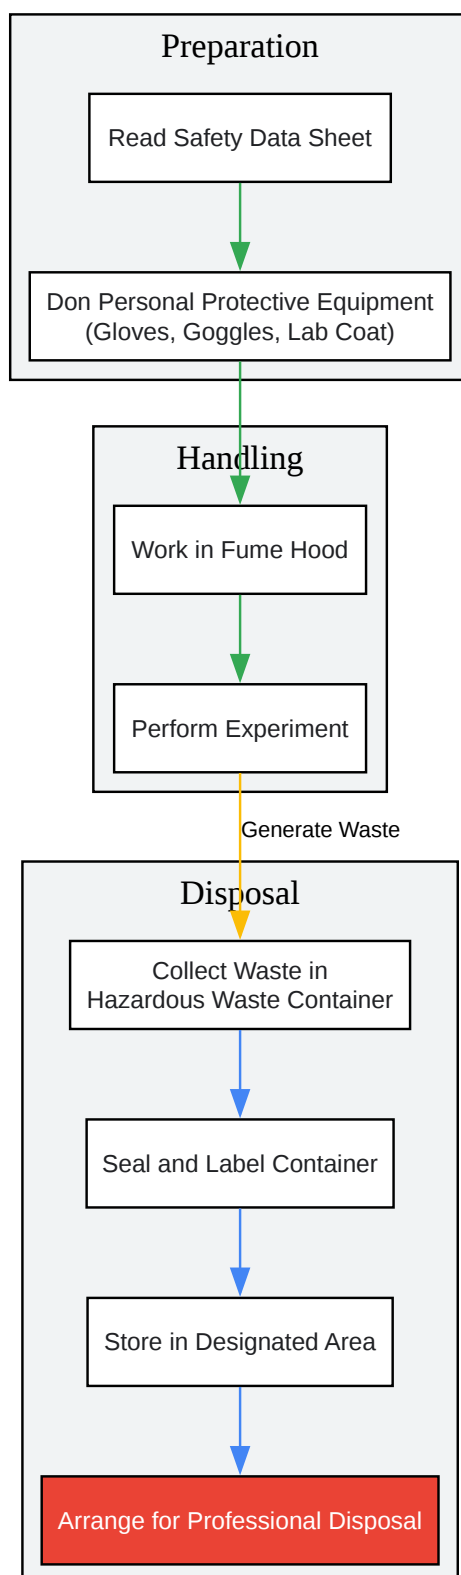 Preparation
Read Safety Data Sheet
Don Personal Protective Equipment
(Gloves, Goggles, Lab Coat)
Handling
Work in Fume Hood
Perform Experiment
Generate Waste
Disposal
Collect Waste in
Hazardous Waste Container
Seal and Label Container
Store in Designated Area
Arrange for Professional Disposal